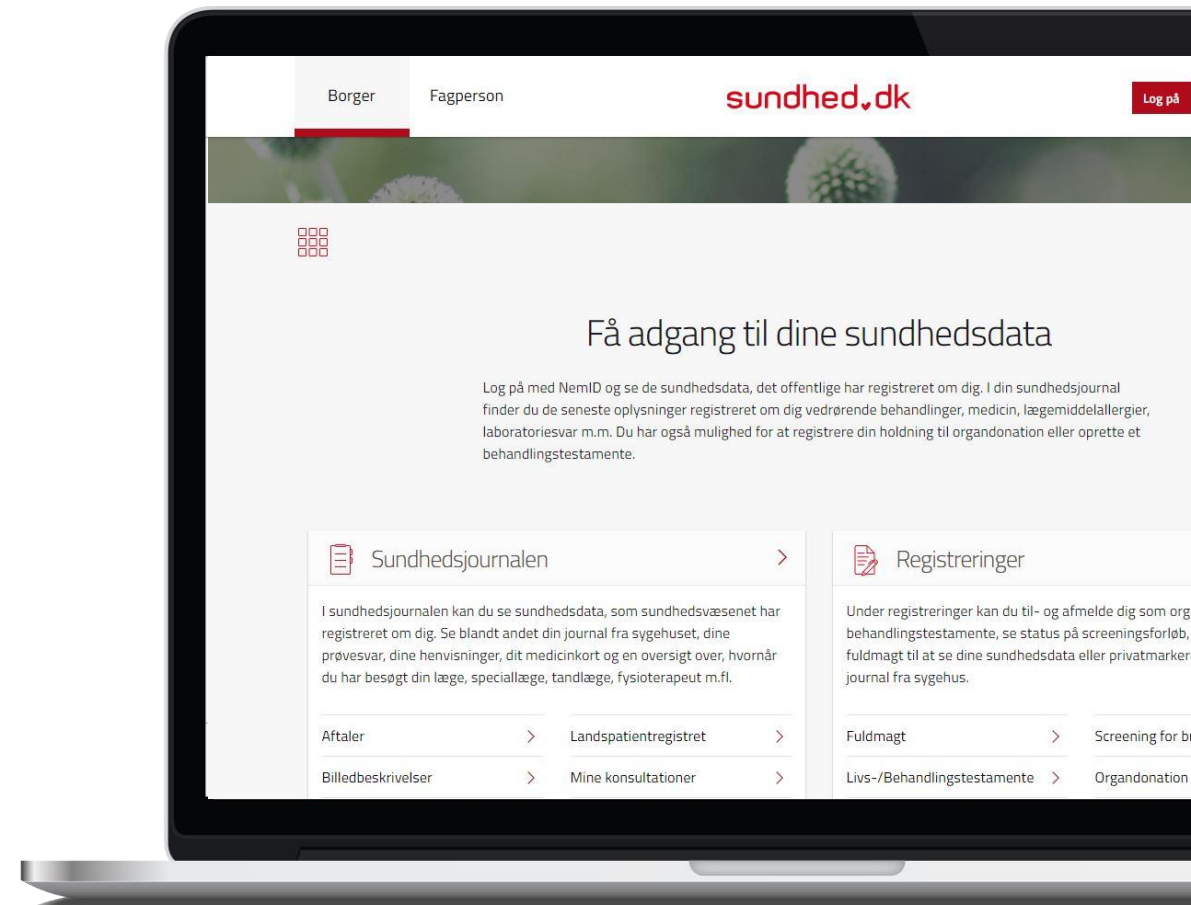 Borger
Fagperson
sundhed.dk
Log på
Få adgang til dine sundhedsdata
Log på med NemID og se de sundhedsdata, det offentlige har registreret om dig. I din sundhedsjournal
finder du de seneste oplysninger registreret om dig vedrørende behandlinger, medicin, lægemiddelallergier,
laboratoriesvar m.m. Du har også mulighed for at registrere din holdning til organdonation eller oprette et
behandlingstestamente.
Sundhedsjournalen
I sundhedsjournalen kan du se sundhedsdata, som sundhedsvæsenet har
registreret om dig. Se blandt andet din journal fra sygehuset, dine
prøvesvar, dine henvisninger, dit medicinkort og en oversigt over, hvornår
du har besøgt din læge, speciallæge, tandlæge, fysioterapeut m.fl.
Aftaler
Landspatientregistret
Billedbeskrivelser
Mine konsultationer
Registreringer
Under registreringer kan du til- og afmelde dig som org
behandlingstestamente, se status på screeningsforløb,
fuldmagt til at se dine sundhedsdata eller privatmarker
journal fra sygehus.
Fuldmagt
Screening for br
Livs-/Behandlingstestamente
Organdonation